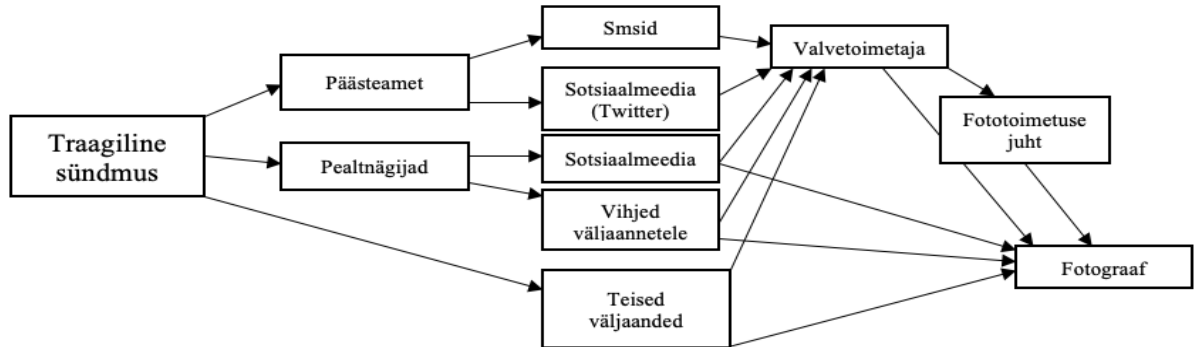 Traagiline
sündmus
Päästeamet
Pealtnägijad
Smsid
Sotsiaalmeedia
(Twitter)
Sotsiaalmeedia
Vihjed
väljaannetele
Teised
väljaanded
Valvetoimetaja
Fototoimetuse
juht
Fotograaf